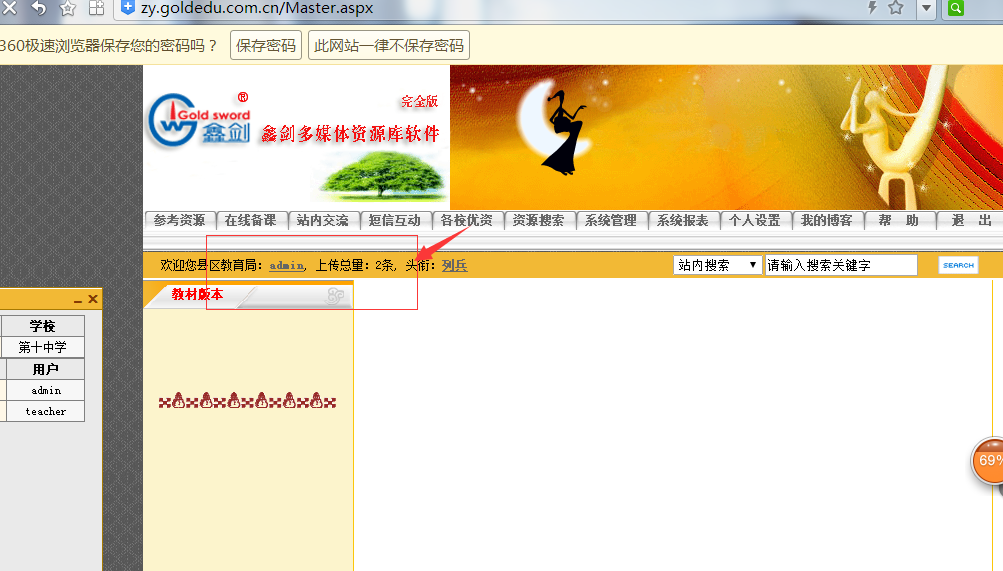 zy.goldedu.com.cn/Master.aspx
360极速浏览器保存您的密码吗？ 保存密码 此网站一律不保存密码
Gold sword ®
鑫剑
完全版
鑫剑多媒体资源库软件
参考资源 在线备课 站内交流 短信互动 各校优资 资源搜索 系统管理 系统报表 个人设置 我的博客 帮 助 退 出
欢迎您县区教育局：admin，上传总量：2条，头衔：列兵 站内搜索 请输入搜索关键字 SEARCH
教材版本
学校
第十中学
用户
admin
teacher
69%